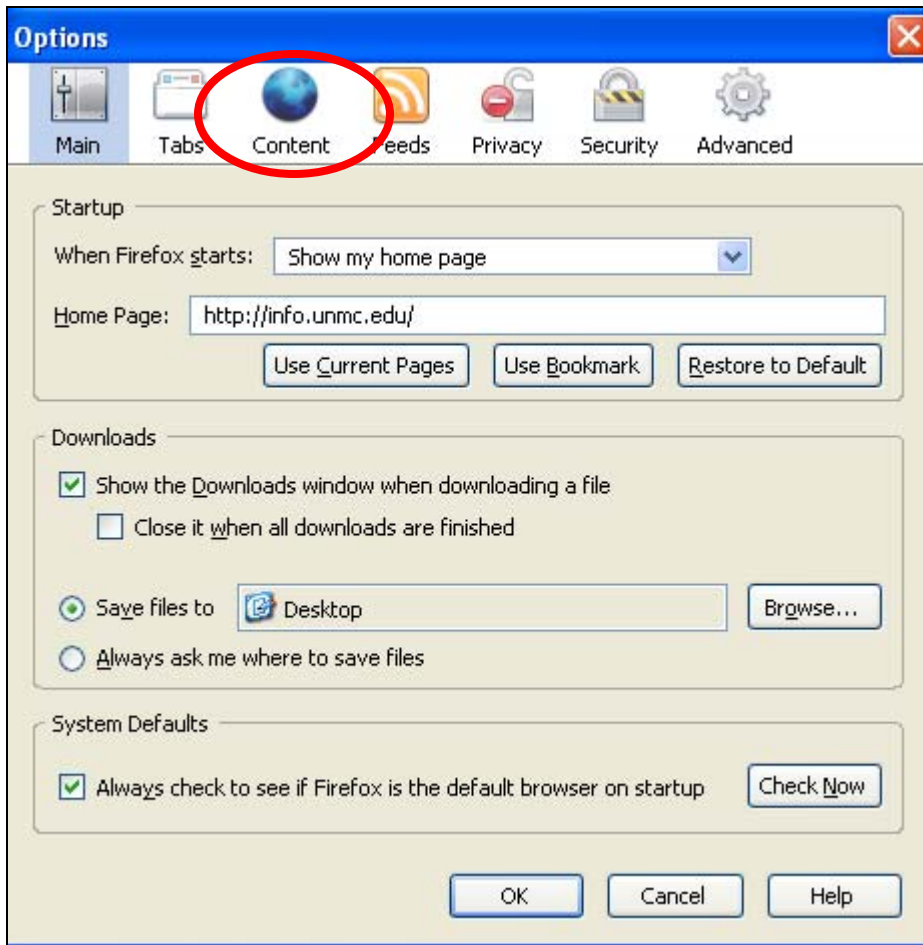 Options
Main Tabs Content Feeds Privacy Security Advanced
Startup
When Firefox starts: Show my home page
Home Page: http://info.unmc.edu/
Use Current Pages Use Bookmark Restore to Default
Downloads
Show the Downloads window when downloading a file
Close it when all downloads are finished
Save files to Desktop Browse...
Always ask me where to save files
System Defaults
Always check to see if Firefox is the default browser on startup Check Now
OK Cancel Help